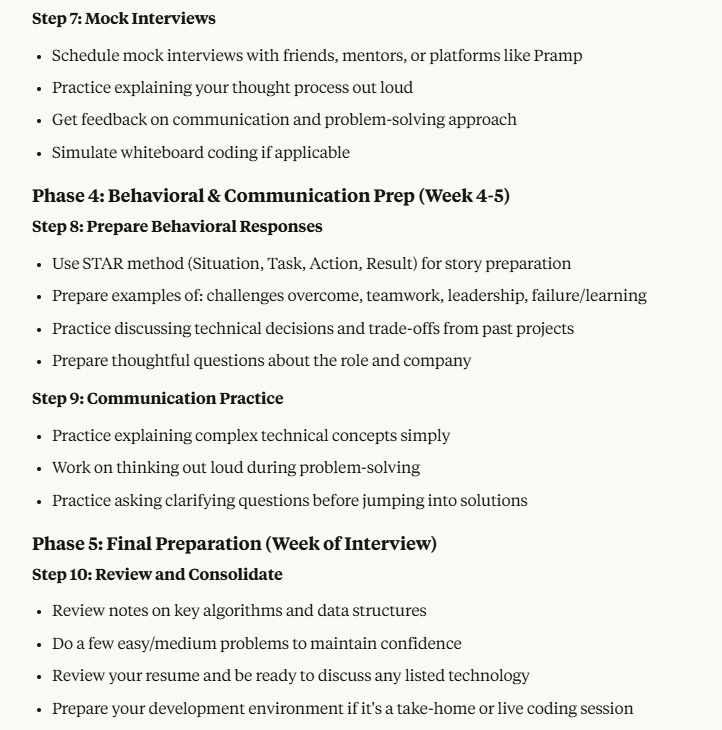 Step 7: Mock Interviews
• Schedule mock interviews with friends, mentors, or platforms like Pramp
• Practice explaining your thought process out loud
• Get feedback on communication and problem-solving approach
• Simulate whiteboard coding if applicable
Phase 4: Behavioral & Communication Prep (Week 4-5)
Step 8: Prepare Behavioral Responses
• Use STAR method (Situation, Task, Action, Result) for story preparation
• Prepare examples of: challenges overcome, teamwork, leadership, failure/learning
• Practice discussing technical decisions and trade-offs from past projects
• Prepare thoughtful questions about the role and company
Step 9: Communication Practice
• Practice explaining complex technical concepts simply
• Work on thinking out loud during problem-solving
• Practice asking clarifying questions before jumping into solutions
Phase 5: Final Preparation (Week of Interview)
Step 10: Review and Consolidate
• Review notes on key algorithms and data structures
• Do a few easy/medium problems to maintain confidence
• Review your resume and be ready to discuss any listed technology
• Prepare your development environment if it's a take-home or live coding session